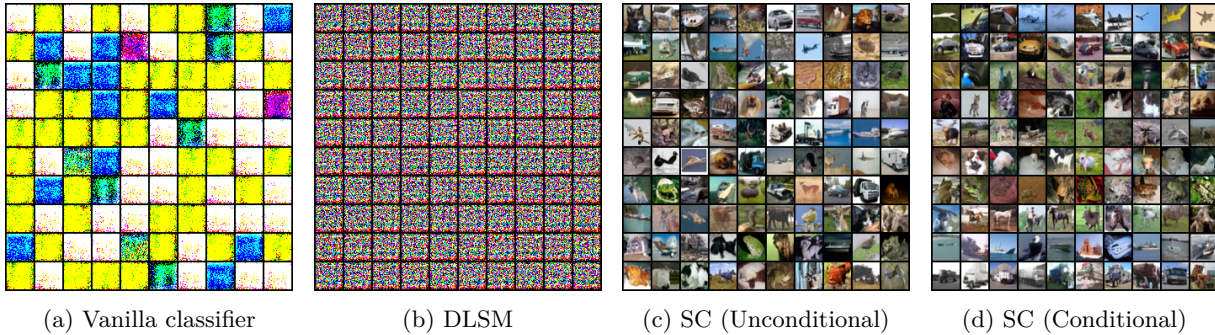 (a) Vanilla classifier
(b) DLSM
(c) SC (Unconditional)
(d) SC (Conditional)